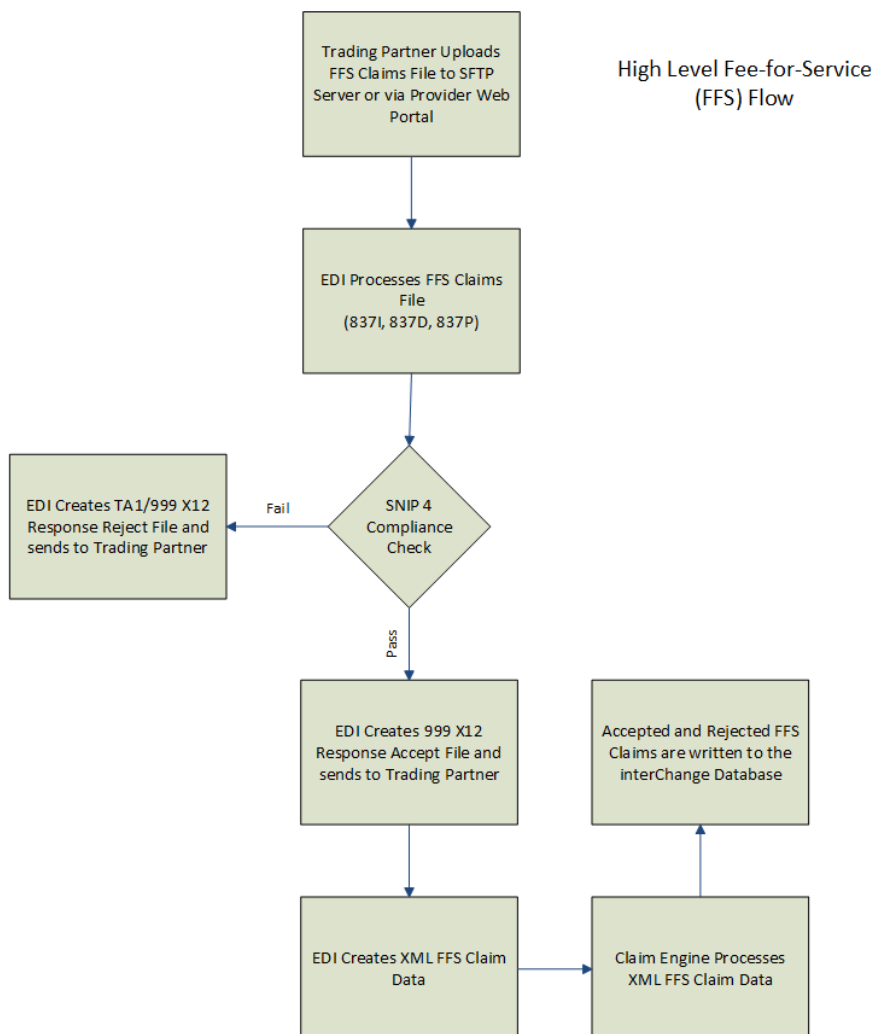 Trading Partner Uploads
FFS Claims File to SFTP
Server or via Provider Web
Portal
High Level Fee-for-Service
(FFS) Flow
EDI Processes FFS Claims
File
(837I, 837D, 837P)
EDI Creates TA1/999 X12
Response Reject File and
sends to Trading Partner
Fail
SNIP 4
Compliance
Check
Pass
EDI Creates 999 X12
Response Accept File and
sends to Trading Partner
Accepted and Rejected FFS
Claims are written to the
interChange Database
EDI Creates XML FFS Claim
Data
Claim Engine Processes
XML FFS Claim Data